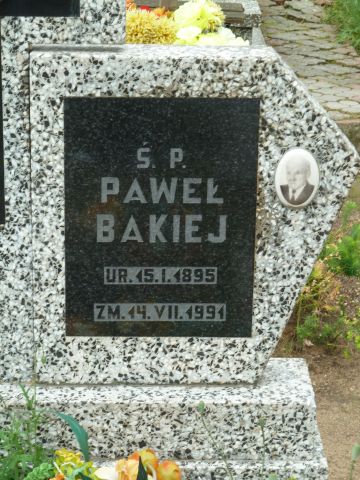 Ś. P.
PAWEŁ
BAKIEJ
UR. 15. I. 1895
ZM. 14. VII. 1991